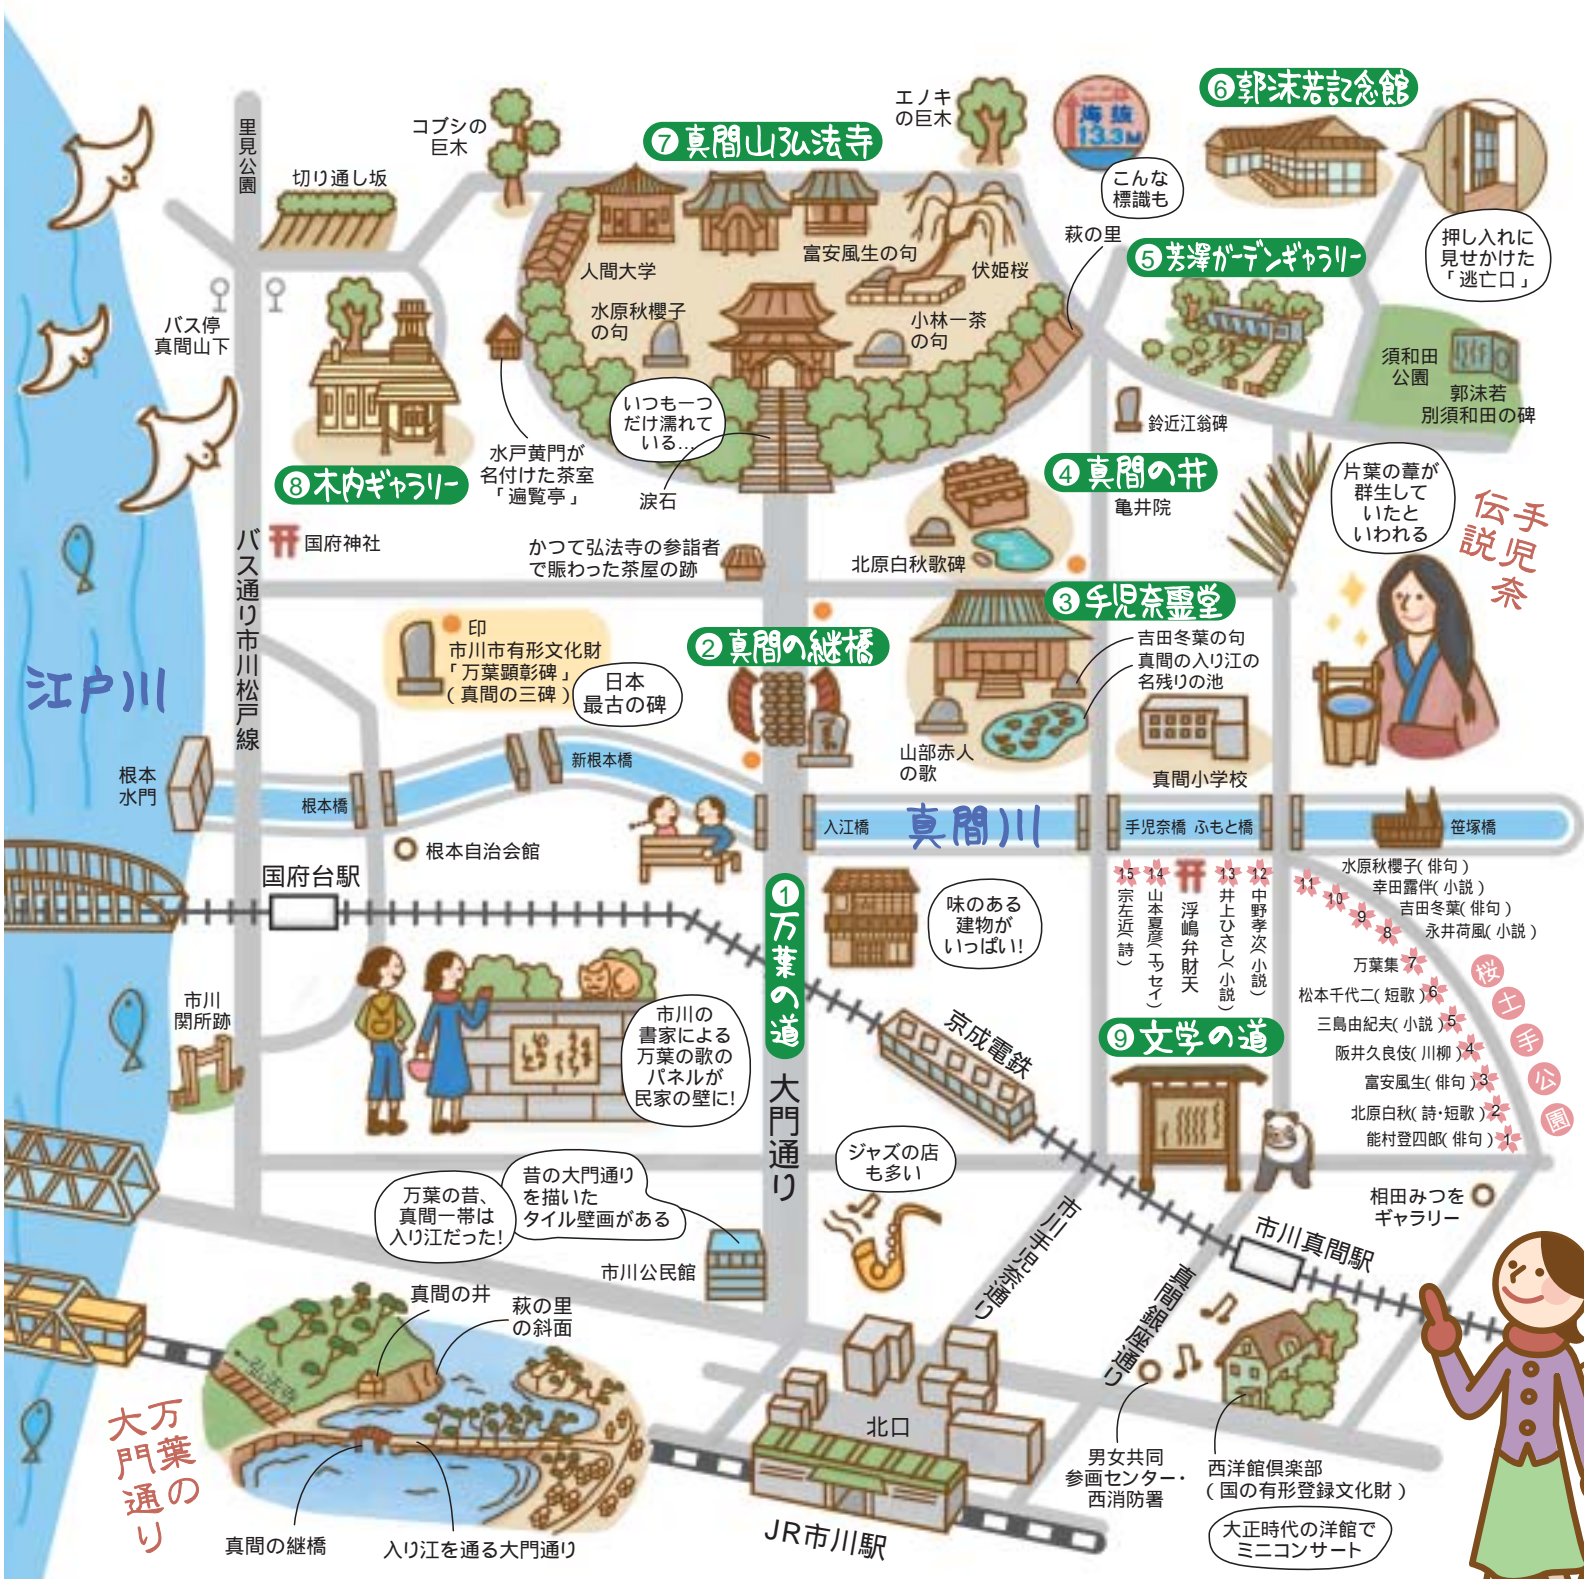 里見公園
切り通し坂
コブシの
巨木
⑦真間山弘法寺
エノキ
の巨木
ここは
海抜
13.3M
こんな
標識も
⑥郭沫若記念館
押し入れに
見せかけた
「逃亡口」
バス停
真間山下
人間大学
富安風生の句
伏姫桜
水原秋櫻子
の句
小林一茶
の句
萩の里
⑤芳澤ガーデンギャラリー
須和田
公園
郭沫若
別須和田の碑
鈴近江翁碑
いつも一つ
だけ濡れて
いる…
涙石
水戸黄門が
名付けた茶室
「遍覧亭」
⑧木内ギャラリー
④真間の井
亀井院
片葉の葦が
群生して
いたと
いわれる
手児奈
伝説
国府神社
バス通り市川松戸線
かつて弘法寺の参詣者
で賑わった茶屋の跡
北原白秋歌碑
③手児奈霊堂
吉田冬葉の句
真間の入り江の
名残りの池
印
市川市有形文化財
「万葉顕彰碑」
(真間の三碑)
日本
最古の碑
②真間の継橋
山部赤人
の歌
真間小学校
江戸川
根本
水門
根本橋
新根本橋
入江橋
真間川
手児奈橋
ふもと橋
笹塚橋
根本自治会館
国府台駅
①万葉の道
味のある
建物が
いっぱい!
15
宗左近(詩)
14
山本夏彦(エッセイ)
浮嶋弁財天
13
井上ひさし(小説)
12
中野孝次(小説)
水原秋櫻子(俳句)
11
幸田露伴(小説)
10
吉田冬葉(俳句)
9
永井荷風(小説)
8
万葉集 7
松本千代二(短歌) 6
三島由紀夫(小説) 5
阪井久良伎(川柳) 4
富安風生(俳句) 3
北原白秋(詩・短歌) 2
能村登四郎(俳句) 1
桜土手公園
市川
関所跡
市川の
書家による
万葉の歌の
パネルが
民家の壁に!
京成電鉄
⑨文学の道
大門通り
ジャズの店
も多い
万葉の昔、
真間一帯は
入り江だった!
昔の大門通り
を描いた
タイル壁画がある
市川公民館
市川手児奈通り
真間銀座通り
市川真間駅
相田みつを
ギャラリー
真間の井
萩の里
の斜面
弘法寺
万葉の
大門通り
真間の継橋
入り江を通る大門通り
北口
JR市川駅
男女共同
参画センター・
西消防署
西洋館倶楽部
(国の有形登録文化財)
大正時代の洋館で
ミニコンサート